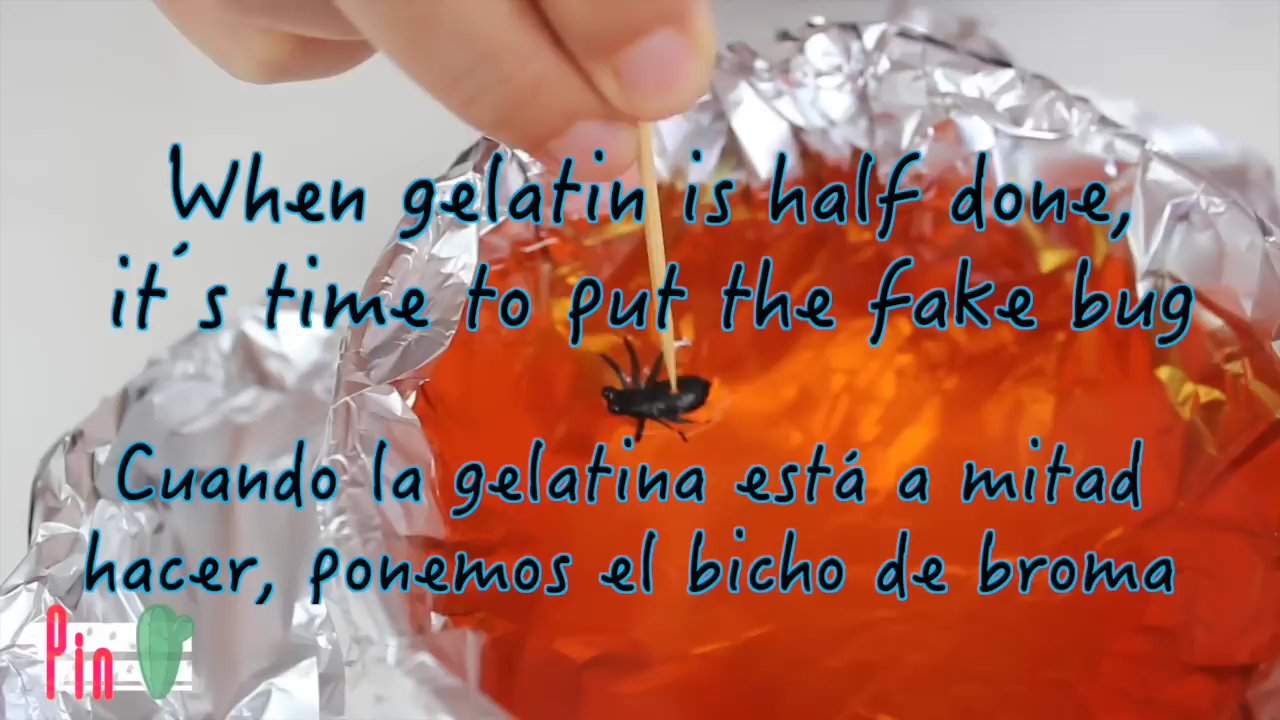 When gelatin is half done,
it´s time to put the fake bug
Cuando la gelatina está a mitad
hacer, ponemos el bicho de broma
Pin